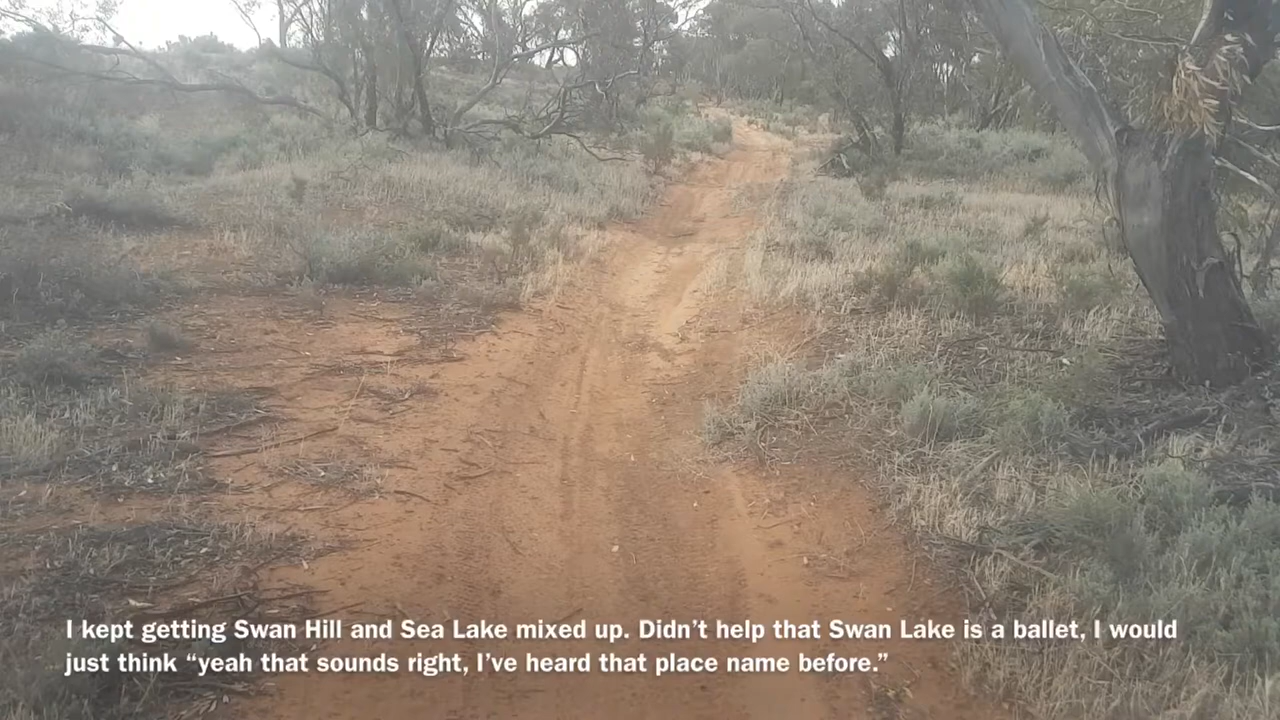 I kept getting Swan Hill and Sea Lake mixed up. Didn’t help that Swan Lake is a ballet, I would
just think “yeah that sounds right, I’ve heard that place name before.”